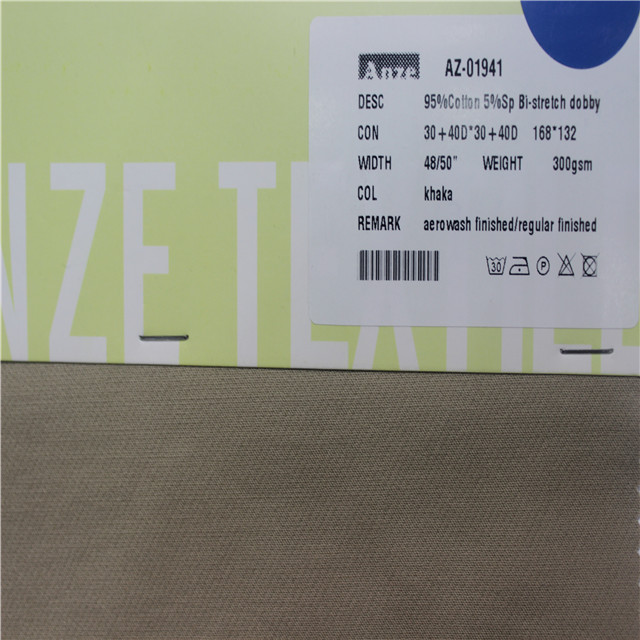 Anze AZ-01941
DESC 95%Cotton 5%Sp Bi-stretch dobby
CON 30+40D*30+40D 168*132
WIDTH 48/50" WEIGHT 300gsm
COL khaka
REMARK aerowash finished/regular finished
30 P
NZE TEXTILE